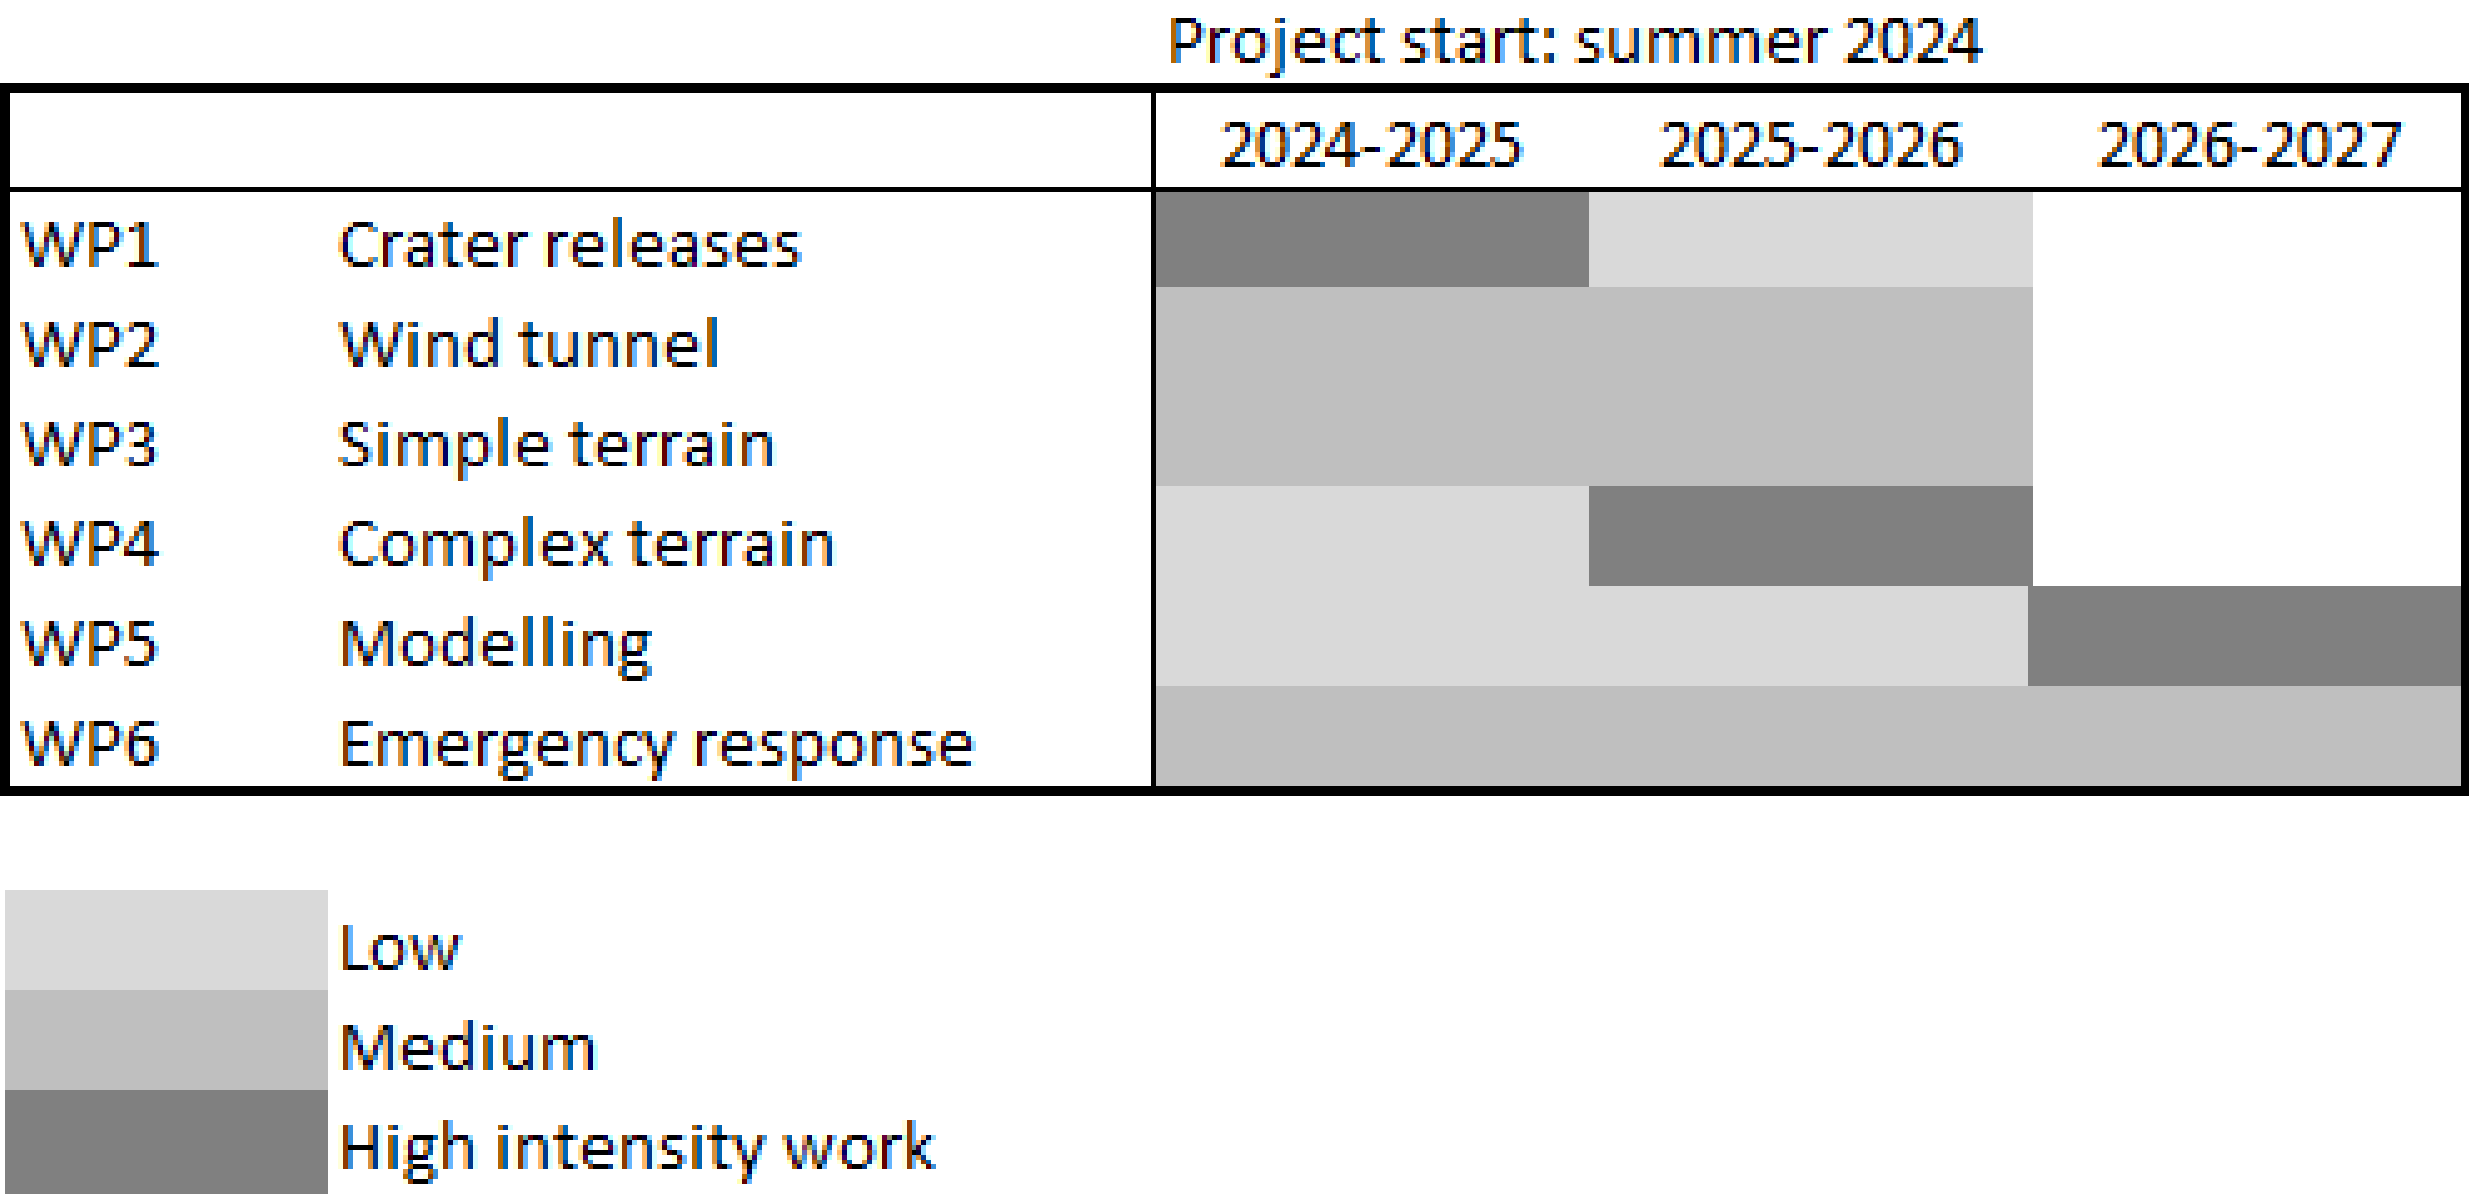 Project start: summer 2024
2024-2025 2025-2026 2026-2027
WP1 Crater releases
WP2 Wind tunnel
WP3 Simple terrain
WP4 Complex terrain
WP5 Modelling
WP6 Emergency response
Low
Medium
High intensity work